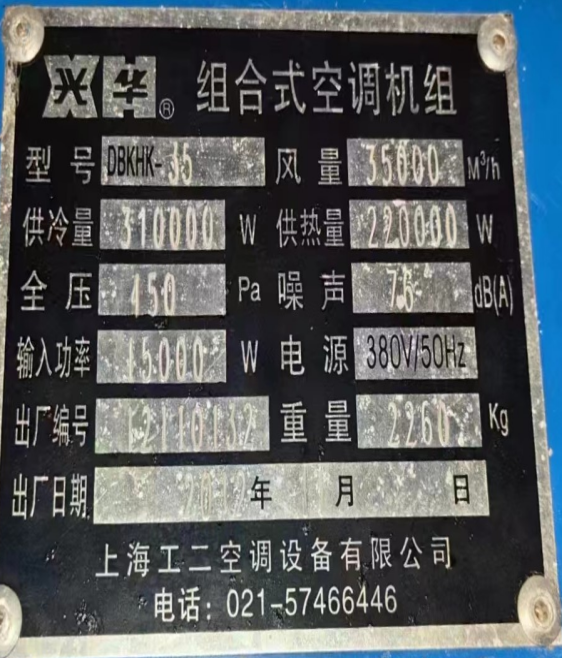 兴华® 组合式空调机组
型号 DBKHK-35 风量 35000 M³/h
供冷量 310000 W 供热量 220000 W
全压 450 Pa 噪声 dB(A)
输入功率 15000 W 电源 380V/50Hz
出厂编号 重量 2260 Kg
出厂日期 年 月 日
上海工二空调设备有限公司
电话：021-57466446